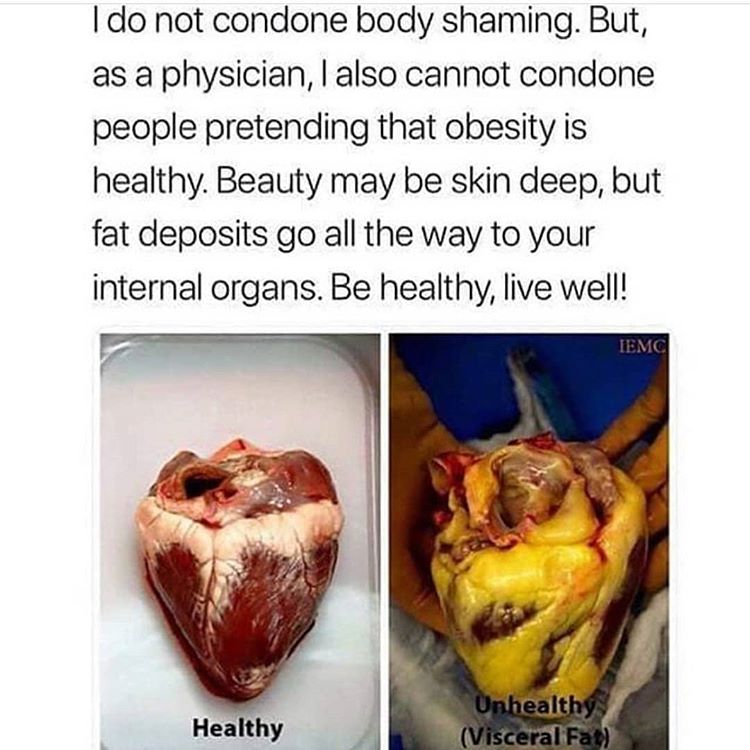 I do not condone body shaming. But,
as a physician, I also cannot condone
people pretending that obesity is
healthy. Beauty may be skin deep, but
fat deposits go all the way to your
internal organs. Be healthy, live well!
IEMC
Healthy
Unhealthy
(Visceral Fat)